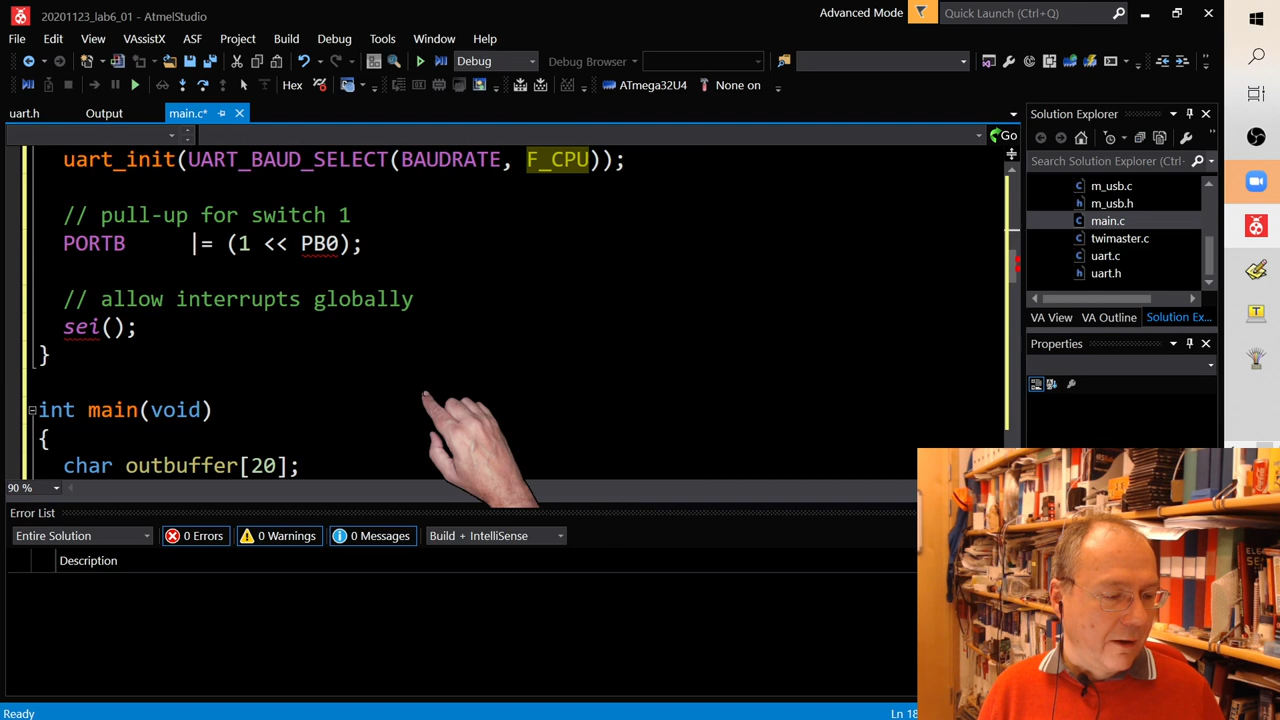 20201123_lab6_01 - AtmelStudio
Advanced Mode
Quick Launch (Ctrl+Q)
File Edit View VAssistX ASF Project Build Debug Tools Window Help
Debug
Debug Browser
Hex
ATmega32U4
None on
uart.h Output main.c*
Go
uart_init(UART_BAUD_SELECT(BAUDRATE, F_CPU));
// pull-up for switch 1
PORTB |= (1 << PB0);
// allow interrupts globally
sei();
}
int main(void)
{
char outbuffer[20];
90 %
Solution Explorer
Search Solution Explorer (Ctrl-
m_usb.c
m_usb.h
main.c
twimaster.c
uart.c
uart.h
VA View VA Outline Solution Ex...
Properties
Error List
Entire Solution
0 Errors
0 Warnings
0 Messages
Build + IntelliSense
Description
Ready
Ln 18